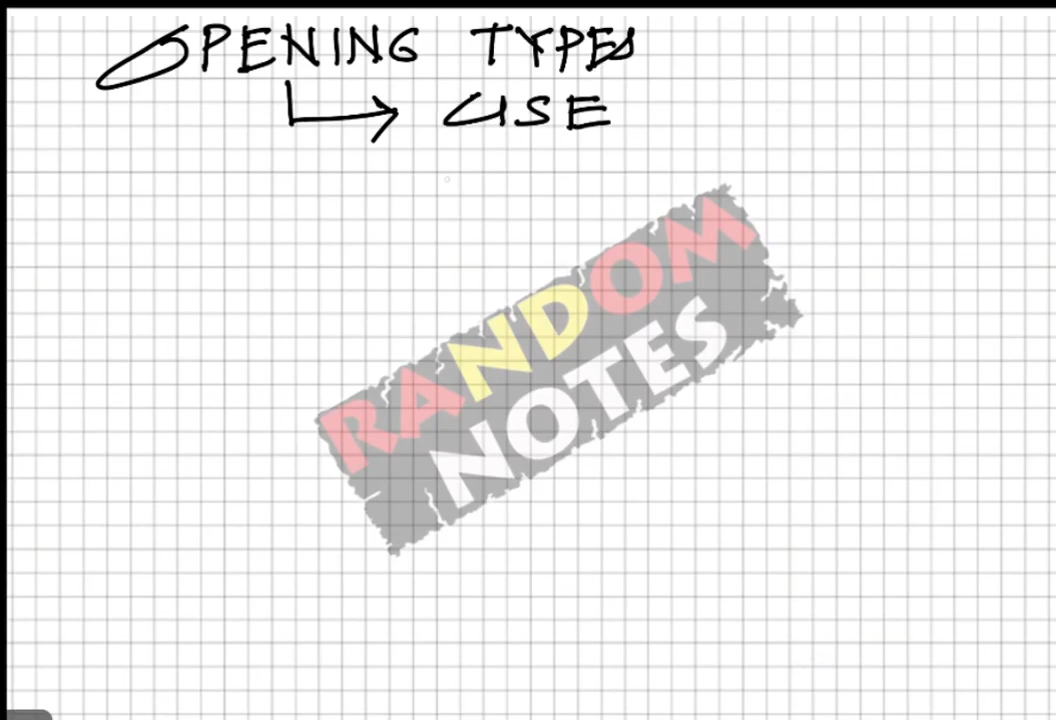 OPENING TYPES
↳ USE
RANDOM
NOTES